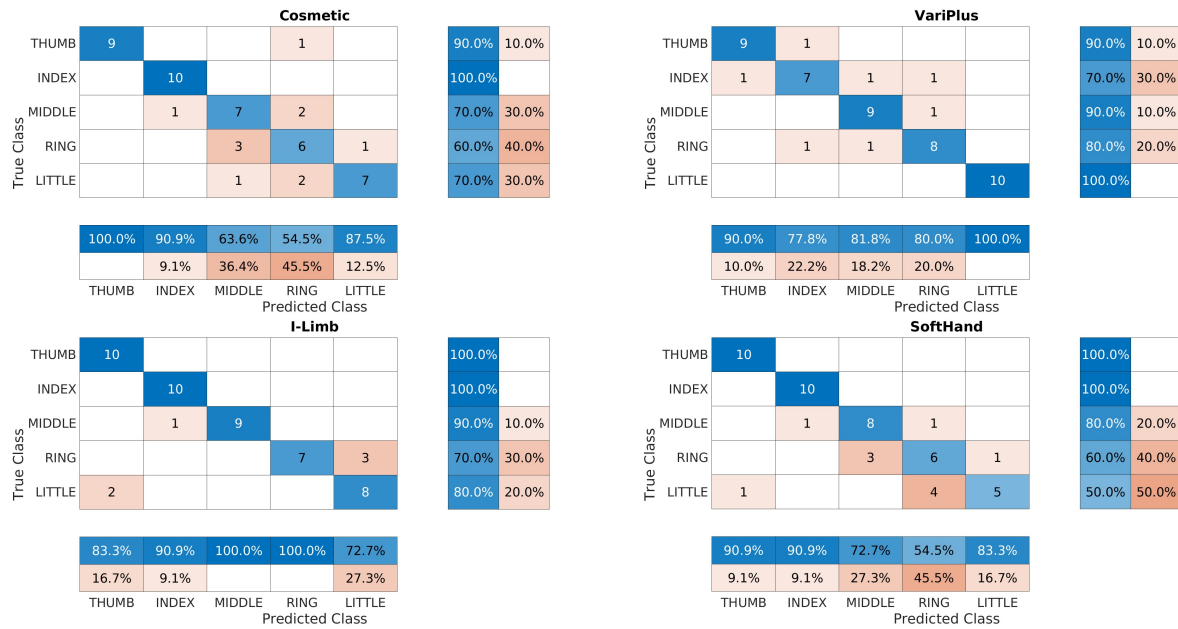 Cosmetic
THUMB 9 1 90.0% 10.0%
INDEX 10 100.0%
MIDDLE 1 7 2 70.0% 30.0%
RING 3 6 1 60.0% 40.0%
LITTLE 1 2 7 70.0% 30.0%
True Class
100.0% 90.9% 63.6% 54.5% 87.5%
9.1% 36.4% 45.5% 12.5%
THUMB INDEX MIDDLE RING LITTLE
Predicted Class
VariPlus
THUMB 9 1 90.0% 10.0%
INDEX 1 7 1 1 70.0% 30.0%
MIDDLE 9 1 90.0% 10.0%
RING 1 1 8 80.0% 20.0%
LITTLE 10 100.0%
True Class
90.0% 77.8% 81.8% 80.0% 100.0%
10.0% 22.2% 18.2% 20.0%
THUMB INDEX MIDDLE RING LITTLE
Predicted Class
I-Limb
THUMB 10 100.0%
INDEX 10 100.0%
MIDDLE 1 9 90.0% 10.0%
RING 7 3 70.0% 30.0%
LITTLE 2 8 80.0% 20.0%
True Class
83.3% 90.9% 100.0% 100.0% 72.7%
16.7% 9.1% 27.3%
THUMB INDEX MIDDLE RING LITTLE
Predicted Class
SoftHand
THUMB 10 100.0%
INDEX 10 100.0%
MIDDLE 1 8 1 80.0% 20.0%
RING 3 6 1 60.0% 40.0%
LITTLE 1 4 5 50.0% 50.0%
True Class
90.9% 90.9% 72.7% 54.5% 83.3%
9.1% 9.1% 27.3% 45.5% 16.7%
THUMB INDEX MIDDLE RING LITTLE
Predicted Class